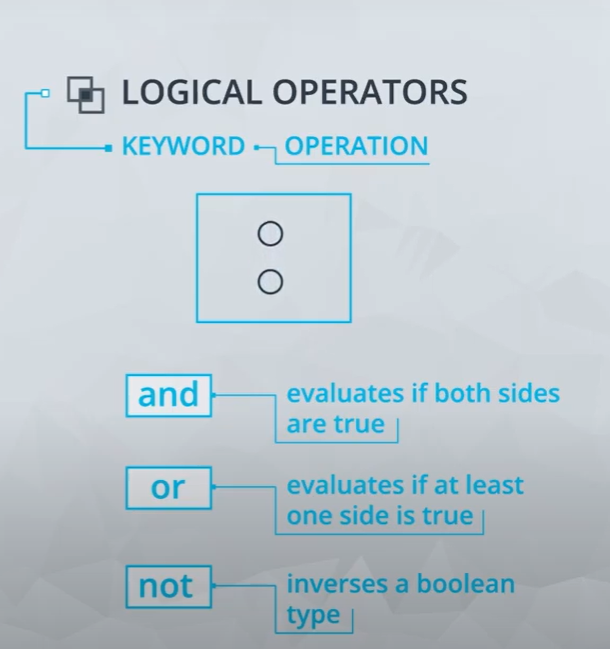 LOGICAL OPERATORS
KEYWORD OPERATION
and
evaluates if both sides
are true
or
evaluates if at least
one side is true
not
inverses a boolean
type